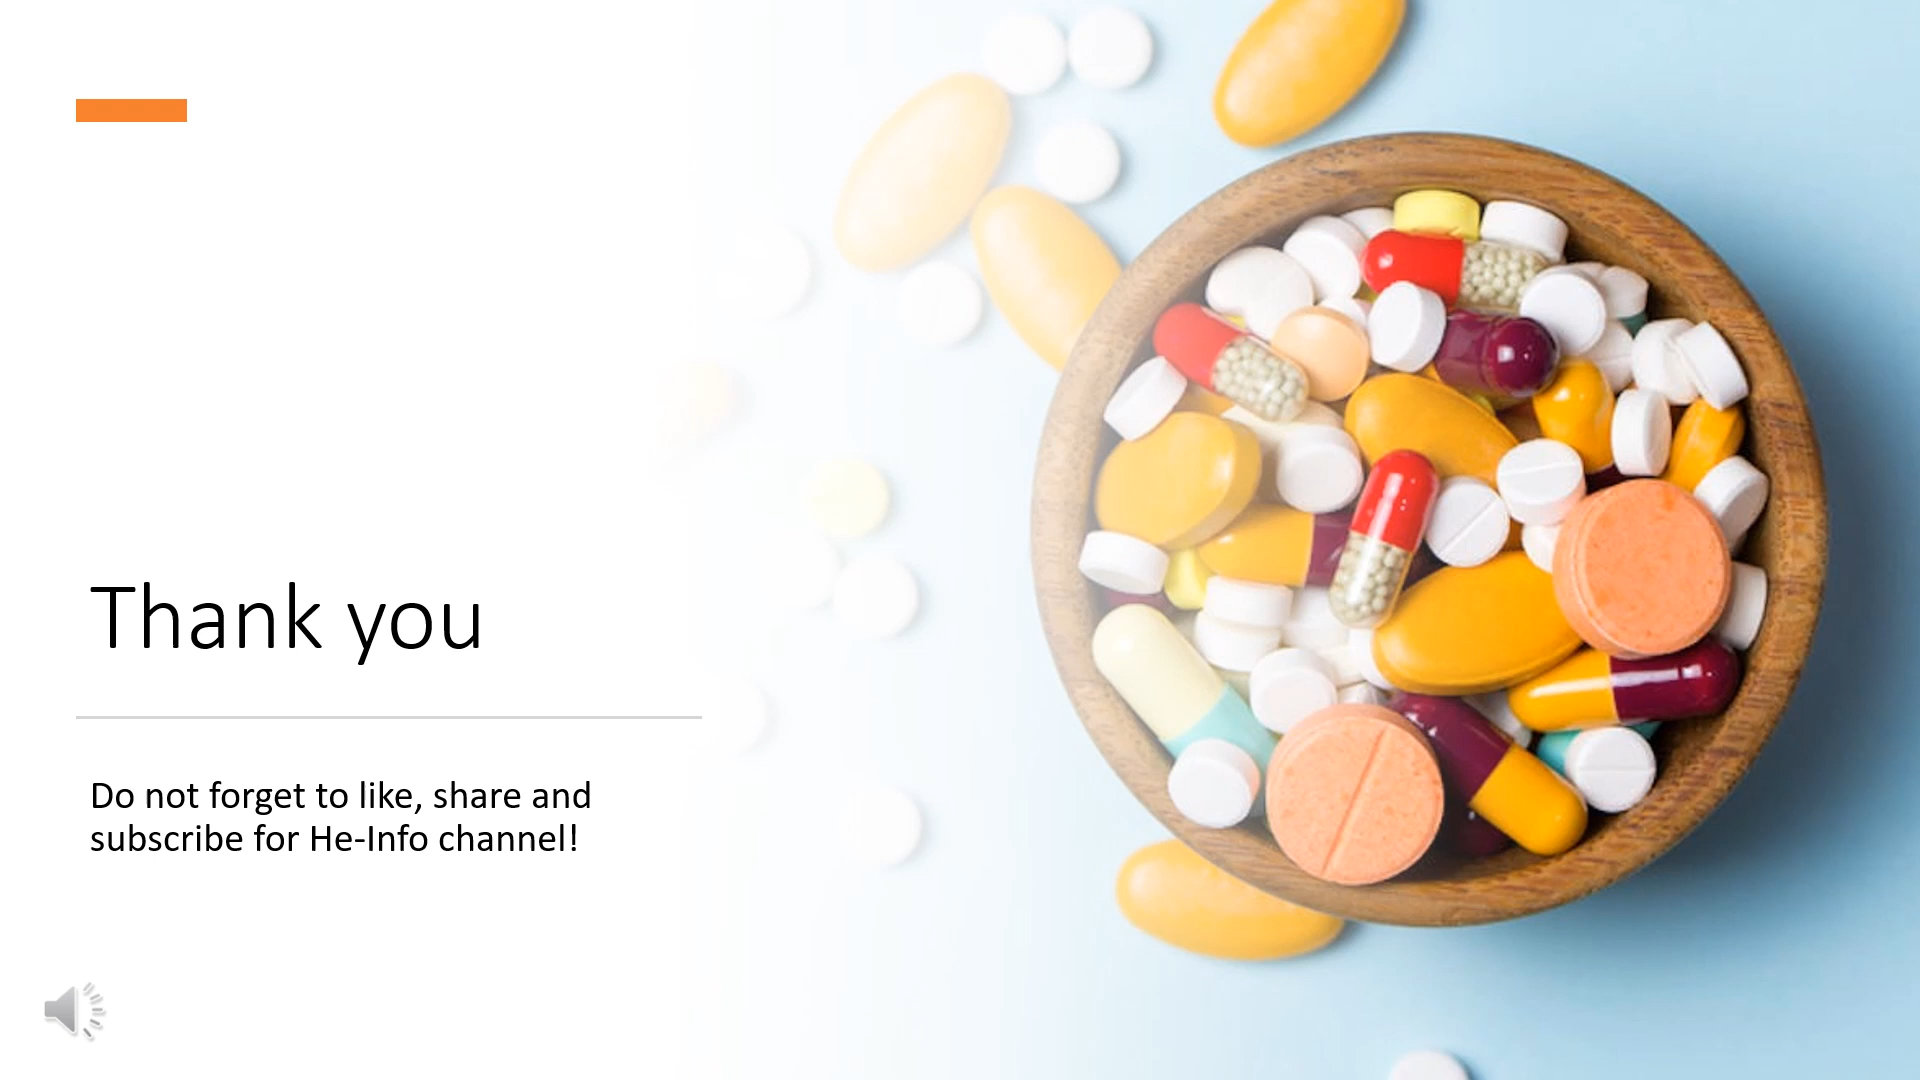 Thank you
Do not forget to like, share and
subscribe for He-Info channel!